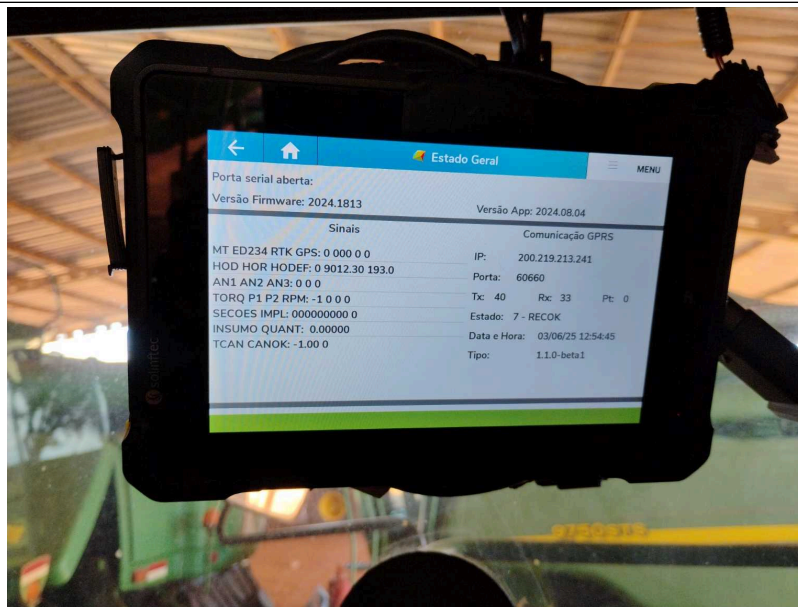 Estado Geral
MENU
Porta serial aberta:
Versão Firmware: 2024.1813
Versão App: 2024.08.04
Sinais
MT ED234 RTK GPS: 0 000 0 0
HOD HOR HODEF: 0 9012.30 193.0
AN1 AN2 AN3: 0 0 0
TORQ P1 P2 RPM: -1 0 0 0
SECOES IMPL: 000000000 0
INSUMO QUANT: 0.00000
TCAN CANOK: -1.00 0
Comunicação GPRS
IP: 200.219.213.241
Porta: 60660
Tx: 40 Rx: 33 Pt: 0
Estado: 7 - RECOK
Data e Hora: 03/06/25 12:54:45
Tipo: 1.1.0-beta1
solinftec
9750 STS